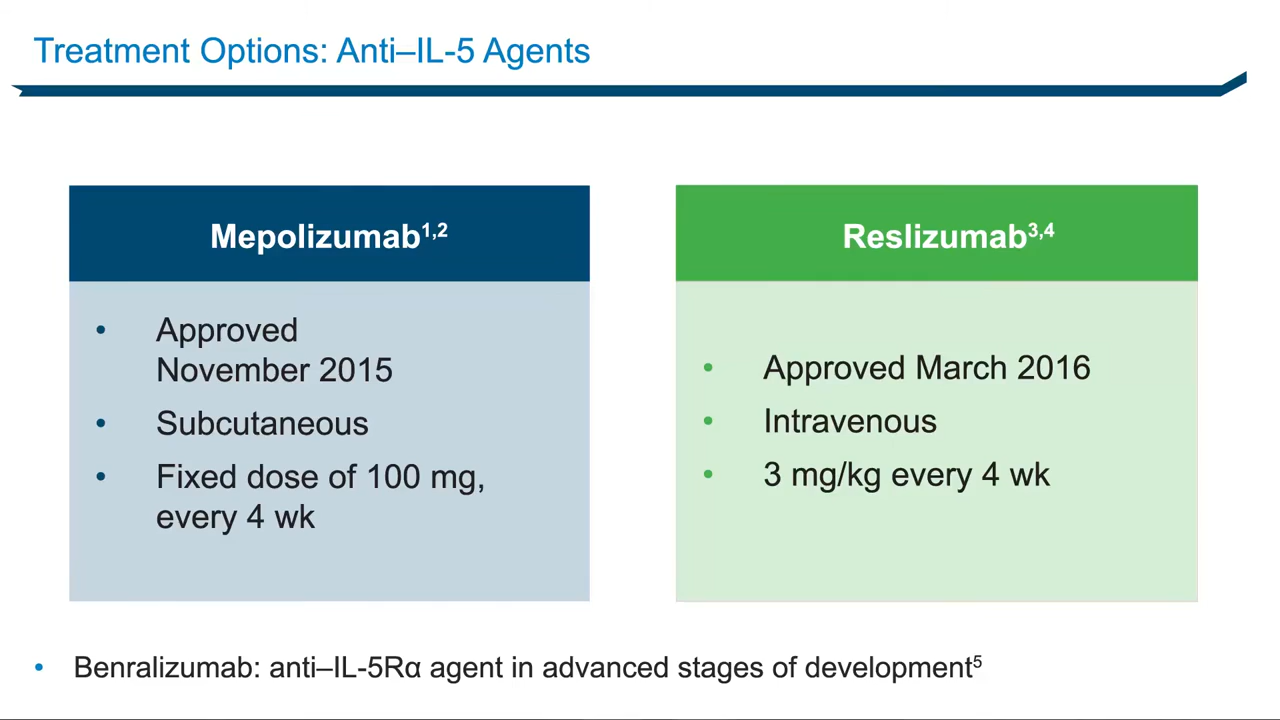 Treatment Options: Anti–IL-5 Agents
Mepolizumab¹,²
• Approved
November 2015
• Subcutaneous
• Fixed dose of 100 mg,
every 4 wk
Reslizumab³,⁴
• Approved March 2016
• Intravenous
• 3 mg/kg every 4 wk
• Benralizumab: anti–IL-5Rα agent in advanced stages of development⁵